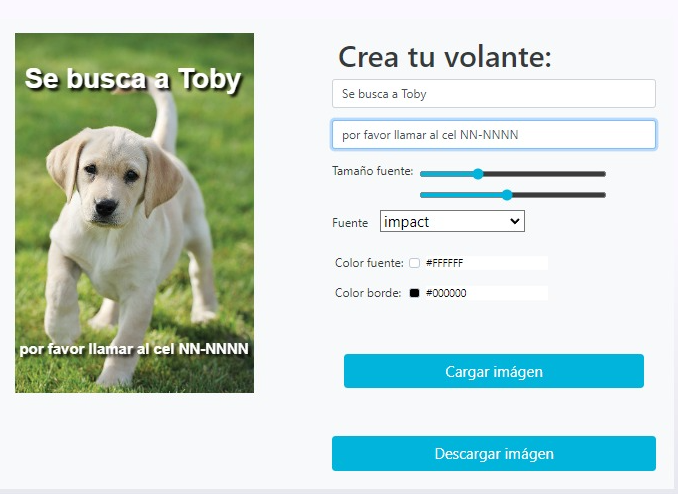 Se busca a Toby
por favor llamar al cel NN-NNNN
Crea tu volante:
Se busca a Toby
por favor llamar al cel NN-NNNN
Tamaño fuente:
Fuente impact
Color fuente: #FFFFFF
Color borde: #000000
Cargar imágen
Descargar imágen